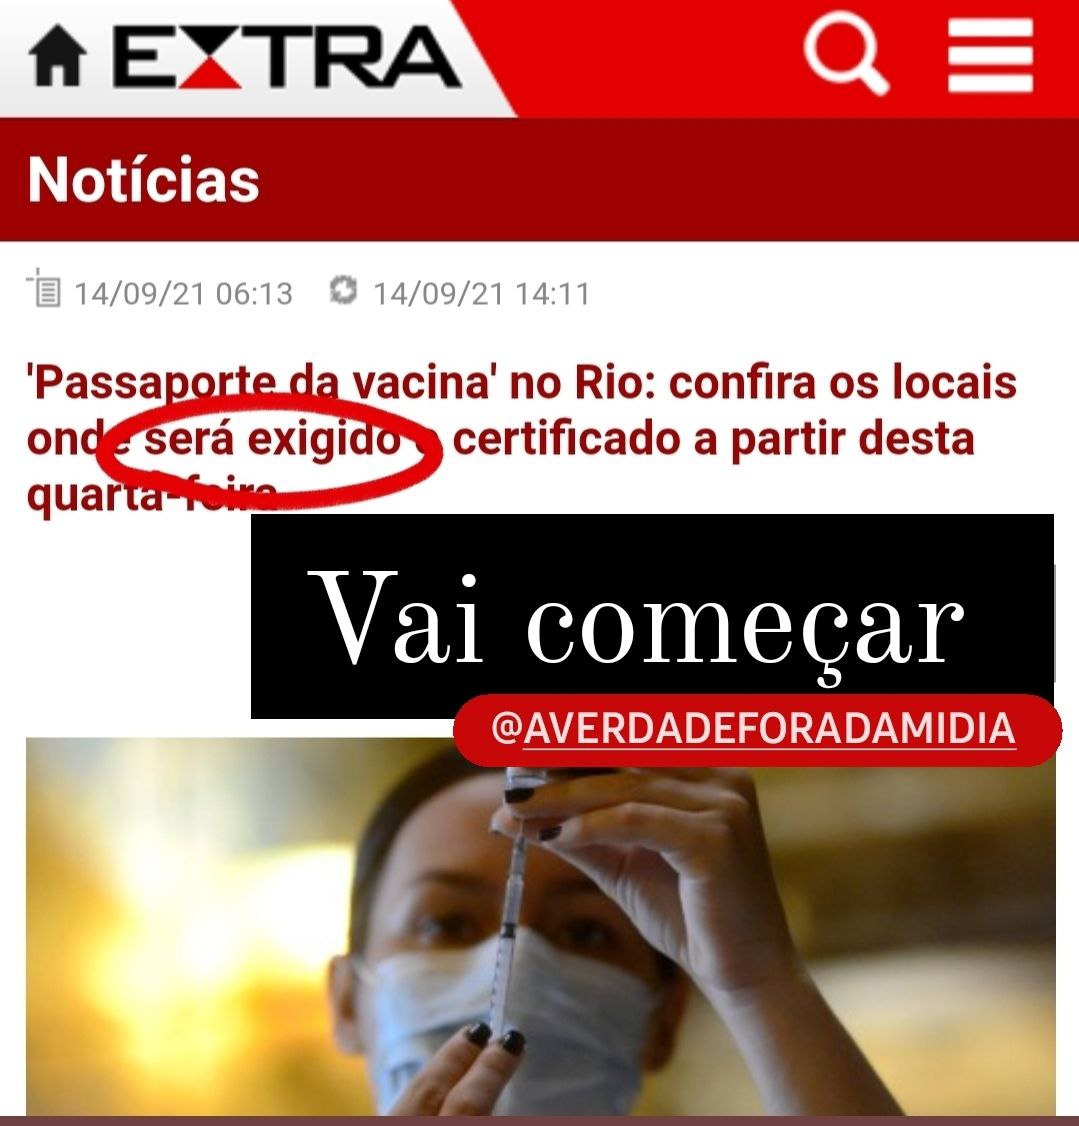 EXTRA
Notícias
14/09/21 06:13 14/09/21 14:11
'Passaporte da vacina' no Rio: confira os locais
onde será exigido o certificado a partir desta
quarta-feira
Vai começar
@AVERDADEFORADAMIDIA